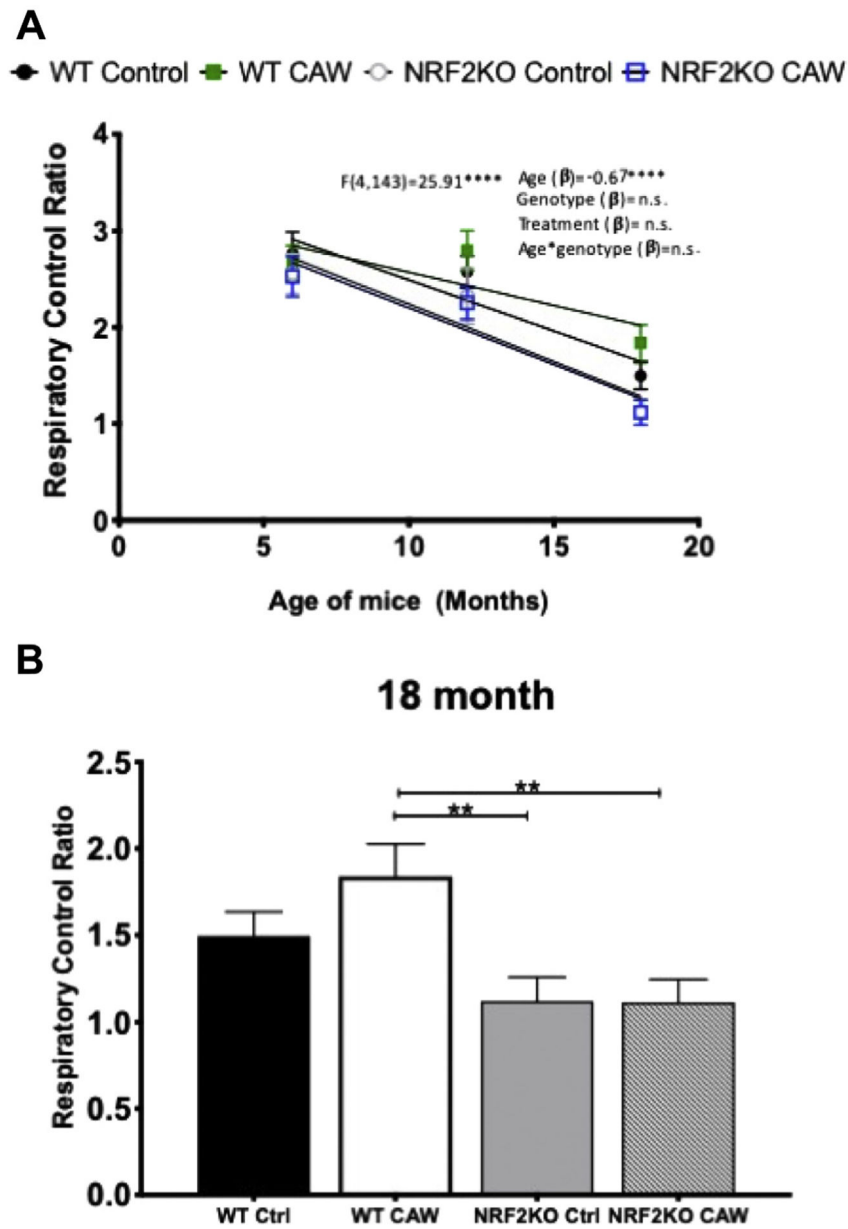 A
WT Control WT CAW NRF2KO Control NRF2KO CAW
4
3
2
1
0
Respiratory Control Ratio
F(4,143)=25.91**** Age (β)=-0.67****
Genotype (β)= n.s.
Treatment (β)= n.s.
Age*genotype (β)=n.s.
0 5 10 15 20
Age of mice (Months)
B
18 month
2.5
2.0
1.5
1.0
0.5
0.0
Respiratory Control Ratio
**
**
WT Ctrl WT CAW NRF2KO Ctrl NRF2KO CAW